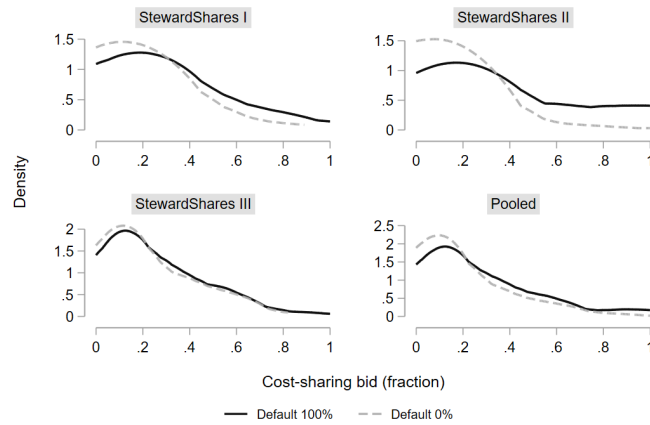 StewardShares I
StewardShares II
1.5
1
.5
0
0 .2 .4 .6 .8 1
1.5
1
.5
0
0 .2 .4 .6 .8 1
Density
StewardShares III
Pooled
2
1.5
1
.5
0
0 .2 .4 .6 .8 1
2.5
2
1.5
1
.5
0
0 .2 .4 .6 .8 1
Cost-sharing bid (fraction)
Default 100% Default 0%